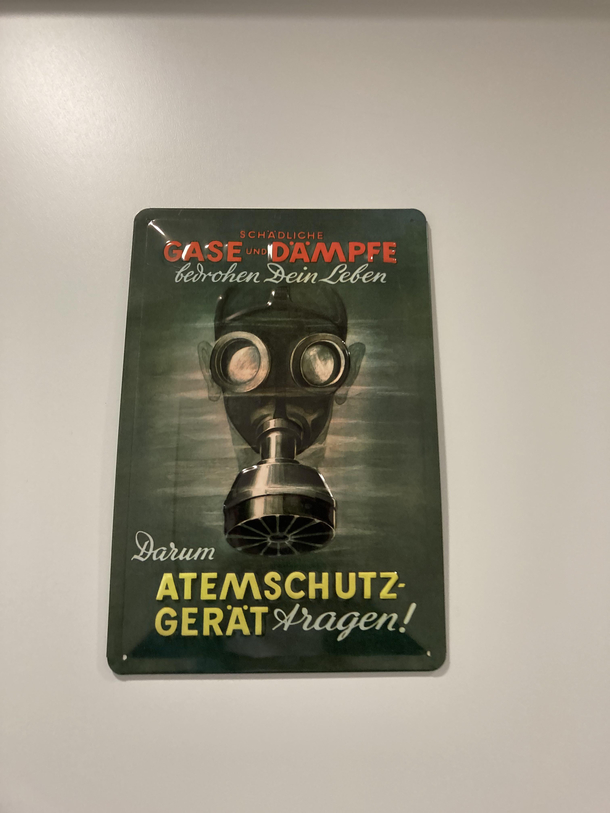 SCHÄDLICHE
GASE UND DÄMPFE
bedrohen Dein Leben
Darum
ATEMSCHUTZ-
GERÄT tragen!